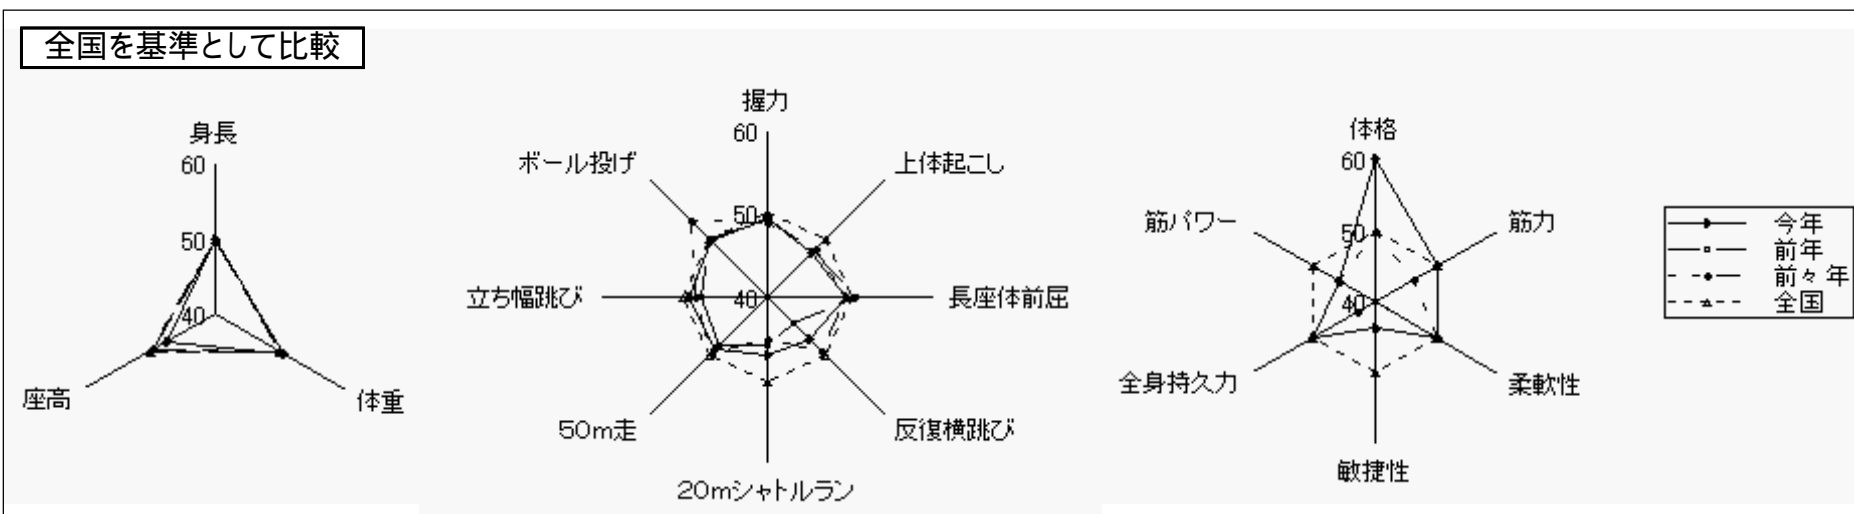 全国を基準として比較
身長
60
50
40
座高
体重
握力
60
50
40
ボール投げ
上体起こし
立ち幅跳び
長座体前屈
50m走
反復横跳び
20mシャトルラン
体格
60
50
40
筋パワー
筋力
全身持久力
柔軟性
敏捷性
今年
前年
前々年
全国